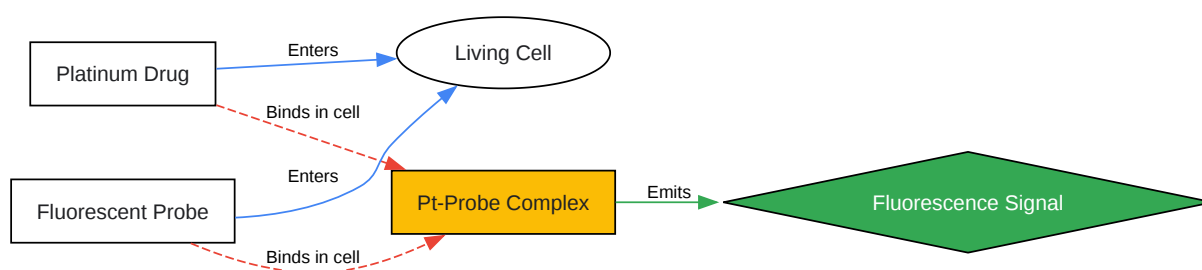 Enters
Living Cell
Platinum Drug
Binds in cell
Enters
Fluorescent Probe
Pt-Probe Complex
Emits
Fluorescence Signal
Binds in cell